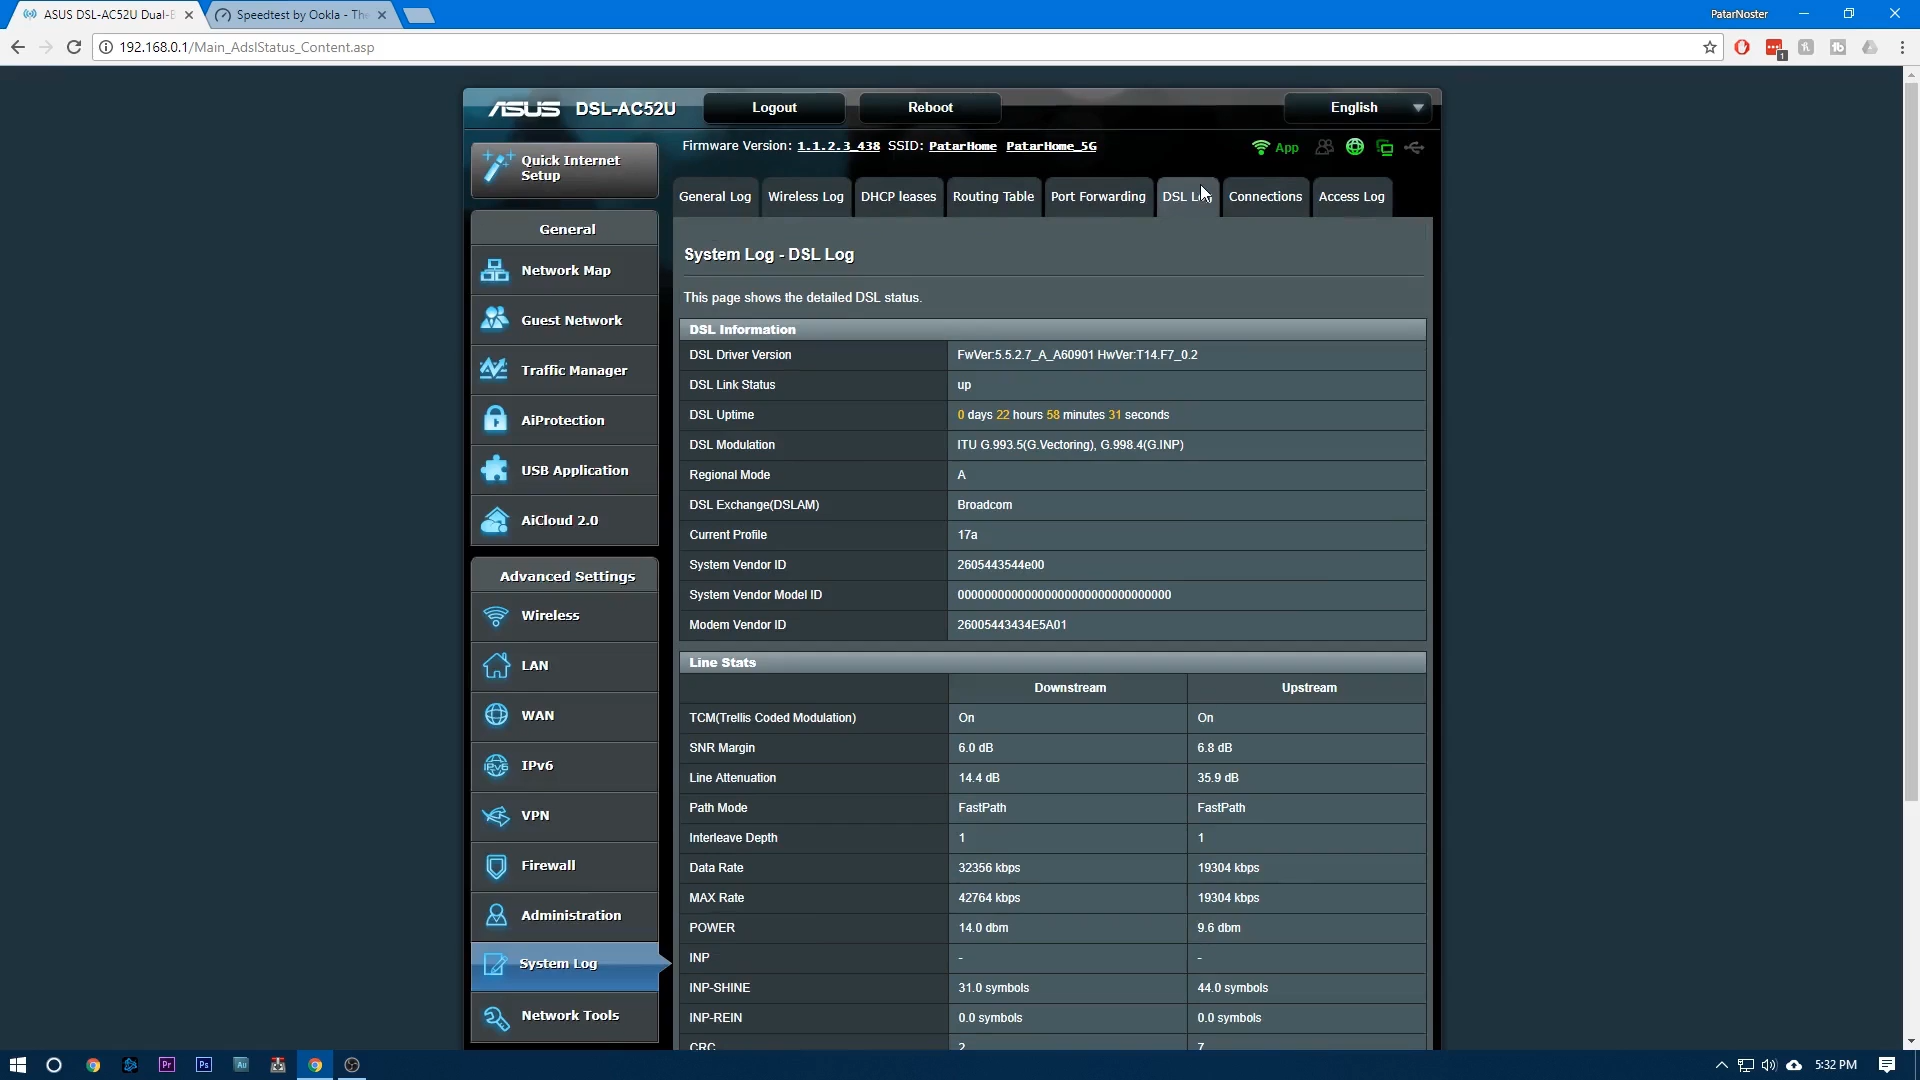 ASUS DSL-AC52U Dual-B
Speedtest by Ookla - The
PatarNoster
192.168.0.1/Main_AdslStatus_Content.asp
1
ASUS DSL-AC52U
Logout
Reboot
English
Quick Internet
Setup
Firmware Version: 1.1.2.3_438 SSID: PatarHome PatarHome_5G
App
General Log
Wireless Log
DHCP leases
Routing Table
Port Forwarding
DSL
Connections
Access Log
General
Network Map
Guest Network
Traffic Manager
AiProtection
USB Application
AiCloud 2.0
Advanced Settings
Wireless
LAN
WAN
IPv6
VPN
Firewall
Administration
System Log
Network Tools
System Log - DSL Log
This page shows the detailed DSL status.
DSL Information
DSL Driver Version FwVer:5.5.2.7_A_A60901 HwVer:T14.F7_0.2
DSL Link Status up
DSL Uptime 0 days 22 hours 58 minutes 31 seconds
DSL Modulation ITU G.993.5(G.Vectoring), G.998.4(G.INP)
Regional Mode A
DSL Exchange(DSLAM) Broadcom
Current Profile 17a
System Vendor ID 2605443544e00
System Vendor Model ID 00000000000000000000000000000000
Modem Vendor ID 26005443434E5A01
Line Stats
Downstream Upstream
TCM(Trellis Coded Modulation) On On
SNR Margin 6.0 dB 6.8 dB
Line Attenuation 14.4 dB 35.9 dB
Path Mode FastPath FastPath
Interleave Depth 1 1
Data Rate 32356 kbps 19304 kbps
MAX Rate 42764 kbps 19304 kbps
POWER 14.0 dbm 9.6 dbm
INP - -
INP-SHINE 31.0 symbols 44.0 symbols
INP-REIN 0.0 symbols 0.0 symbols
CRC 2 7
Pr
Ps
Au
5:32 PM